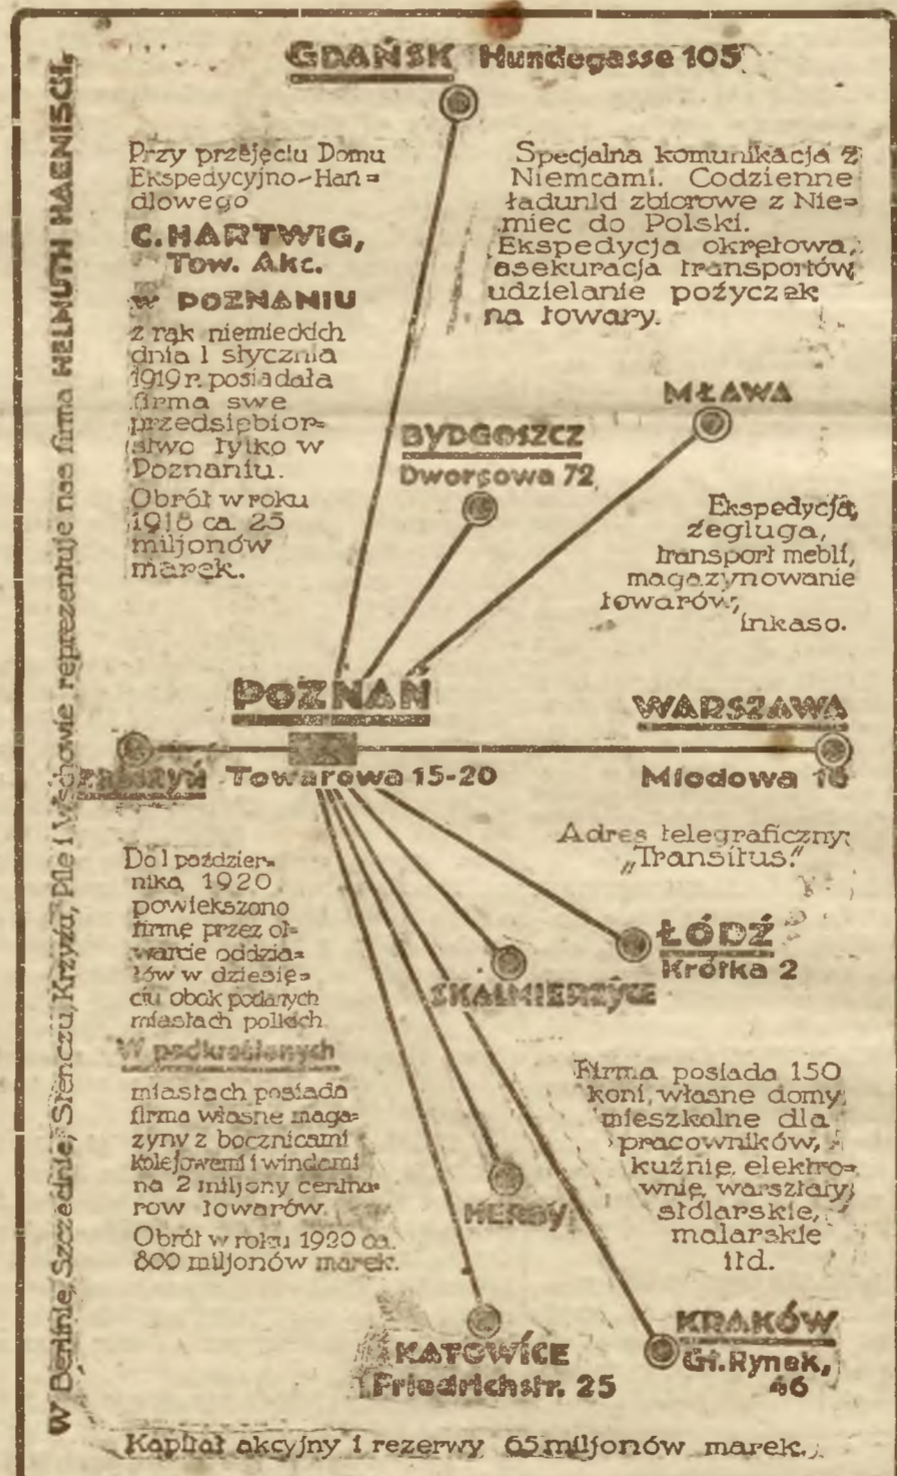 GDAŃSK Hundegasse 105
Przy przejęciu Domu
Ekspedycyjno-Han=
dlowego
C. HARTWIG,
Tow. Akc.
w POZNANIU
z rąk niemieckich
dnia 1 stycznia
1919 r. posiadała
firma swe
przedsiębior=
stwo tylko w
Poznaniu.
Obrót w roku
1918 ca. 25
miljonów
marek.
Specjalna komunikacja z
Niemcami. Codzienne
ładunki zbiorowe z Nie=
miec do Polski.
Ekspedycja okrętowa,
asekuracja transportów,
udzielanie pożyczek
na towary.
MŁAWA
BYDGOSZCZ
Dworcowa 72
Ekspedycja,
żegluga,
transport mebli,
magazynowanie
towarów,
inkaso.
POZNAŃ
Towarowa 15-20
WARSZAWA
Miodowa
Adres telegraficzny:
„Transitus."
Do 1 paździer=
nika 1920
powiększono
firmę przez ot=
warcie oddzia=
łów w dziesię=
ciu obok podanych
miastach polkich
W podkreślonych
miastach posiada
firma własne maga=
zyny z bocznicami
kolejowemi i windami
na 2 miljony centna=
row towarów.
Obrót w roku 1920 ca.
800 miljonów marek.
ŁÓDŹ
Krótka 2
SKALMIERZYCE
Firma posiada 150
koni, własne domy
mieszkolne dla
pracowników,
kuźnię, elektro=
wnię, warsztaty
stolarskie,
malarskie
itd.
HERBY
KATOWICE
Friedrichstr. 25
KRAKÓW
Gł. Rynek,
46
Kapitał akcyjny i rezerwy 65 miljonów marek.
W Berlinie, Szczecinie, Krzyżu, Pile i Wschowie reprezentuje nas firma HELMUTH HAENISCH.